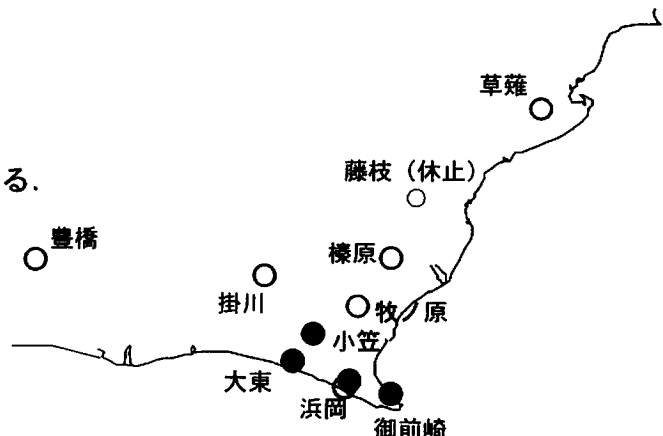 草薙
藤枝（休止）
る．
豊橋
榛原
掛川
牧ノ原
小笠
大東
浜岡
御前崎